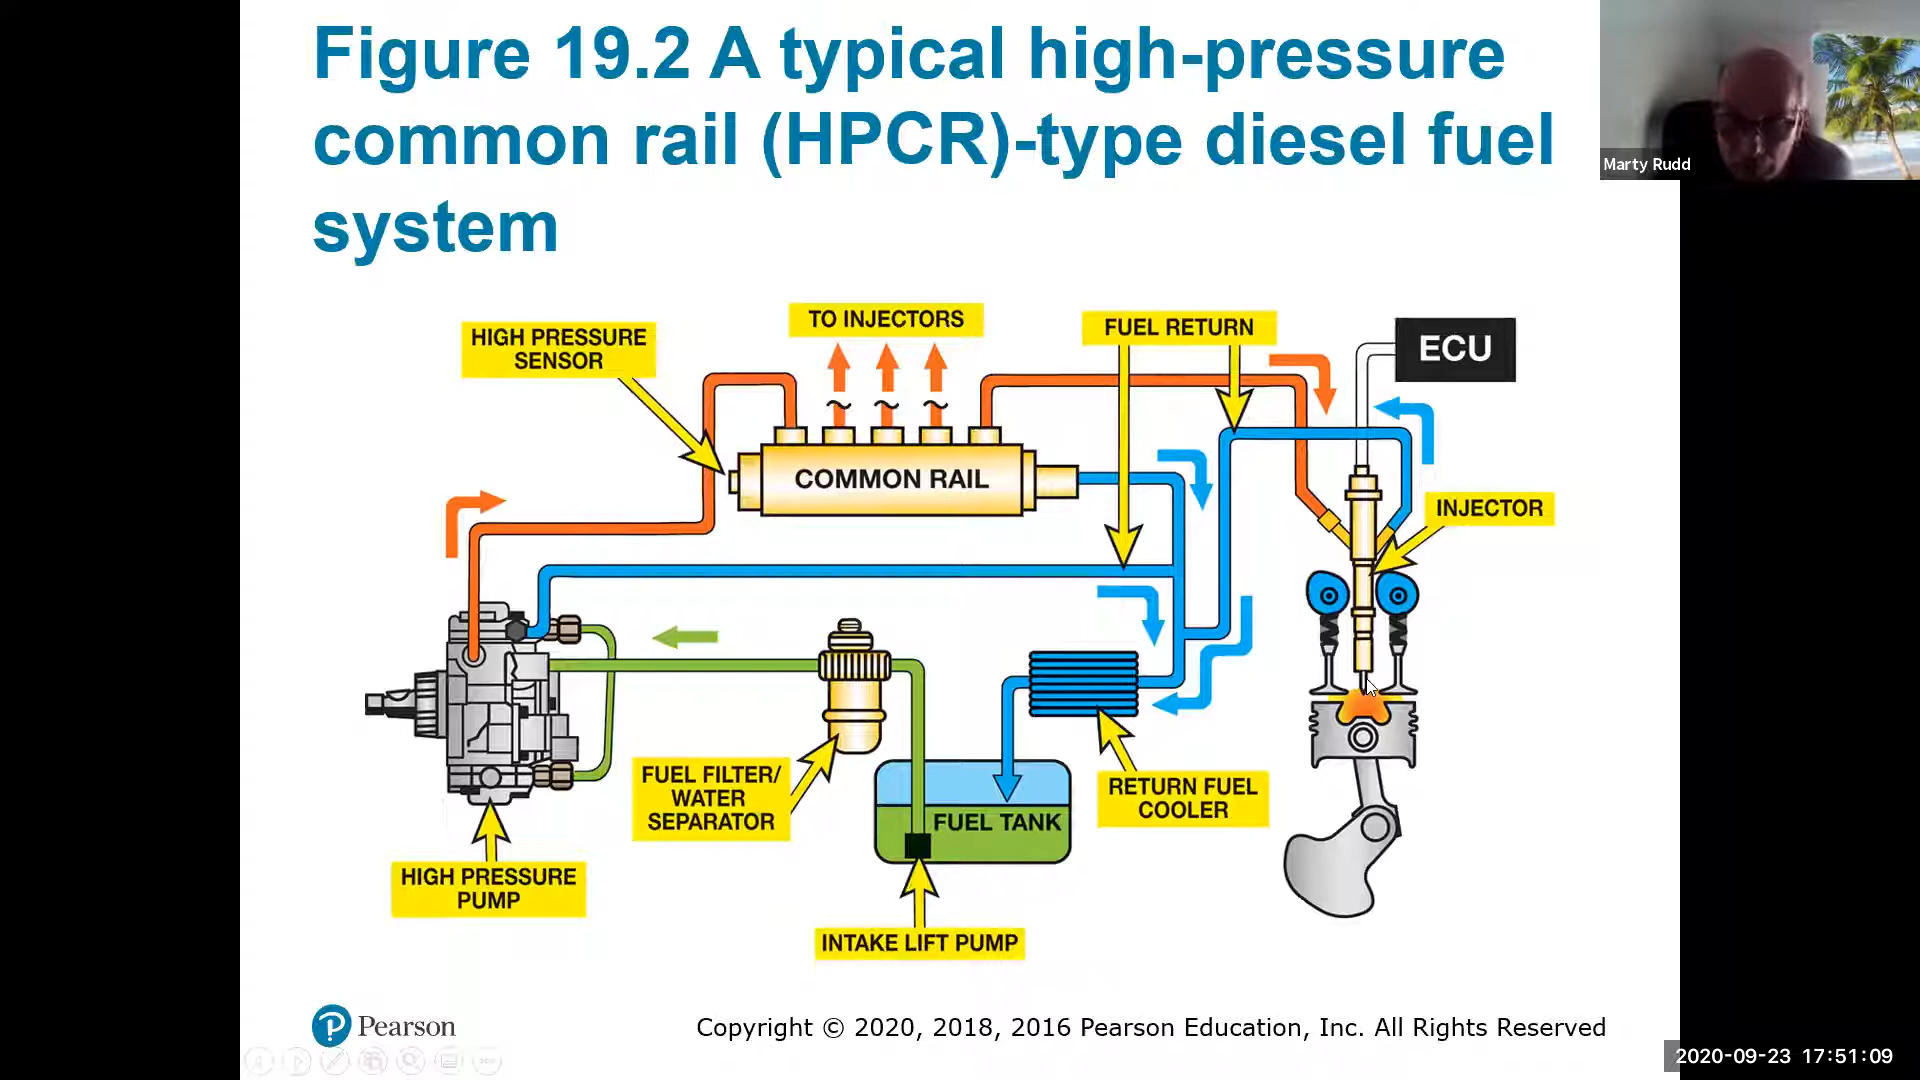 Figure 19.2 A typical high-pressure
common rail (HPCR)-type diesel fuel
system
Marty Rudd
TO INJECTORS
FUEL RETURN
HIGH PRESSURE
SENSOR
ECU
COMMON RAIL
INJECTOR
FUEL FILTER/
WATER
SEPARATOR
FUEL TANK
RETURN FUEL
COOLER
HIGH PRESSURE
PUMP
INTAKE LIFT PUMP
Pearson
Copyright © 2020, 2018, 2016 Pearson Education, Inc. All Rights Reserved
2020-09-23 17:51:09